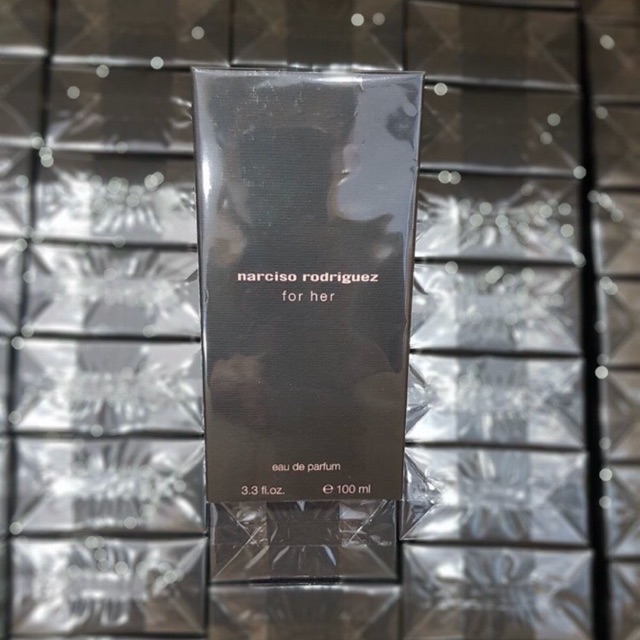 narciso rodriguez
for her
eau de parfum
3.3 fl.oz. ℮ 100 ml